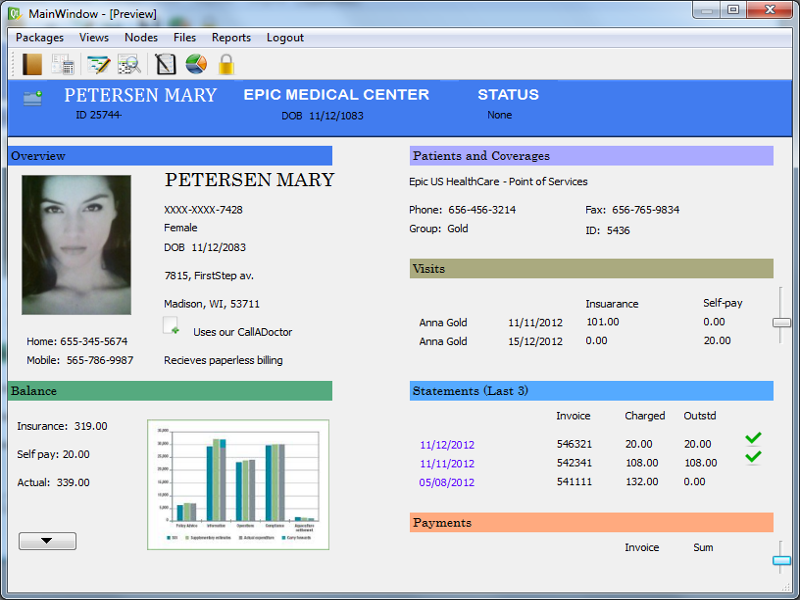 MainWindow - [Preview]
Packages Views Nodes Files Reports Logout
PETERSEN MARY EPIC MEDICAL CENTER STATUS
ID 25744- DOB 11/12/1083 None
Overview
PETERSEN MARY
XXXX-XXXX-7428
Female
DOB 11/12/2083
7815, FirstStep av.
Madison, WI, 53711
Uses our CallADoctor
Home: 655-345-5674
Mobile: 565-786-9987
Recieves paperless billing
Patients and Coverages
Epic US HealthCare - Point of Services
Phone: 656-456-3214 Fax: 656-765-9834
Group: Gold ID: 5436
Visits
Insuarance Self-pay
Anna Gold 11/11/2012 101.00 0.00
Anna Gold 15/12/2012 0.00 20.00
Balance
Insurance: 319.00
Self pay: 20.00
Actual: 339.00
Statements (Last 3)
Invoice Charged Outstd
11/12/2012 546321 20.00 20.00
11/11/2012 542341 108.00 108.00
05/08/2012 541111 132.00 0.00
Payments
Invoice Sum